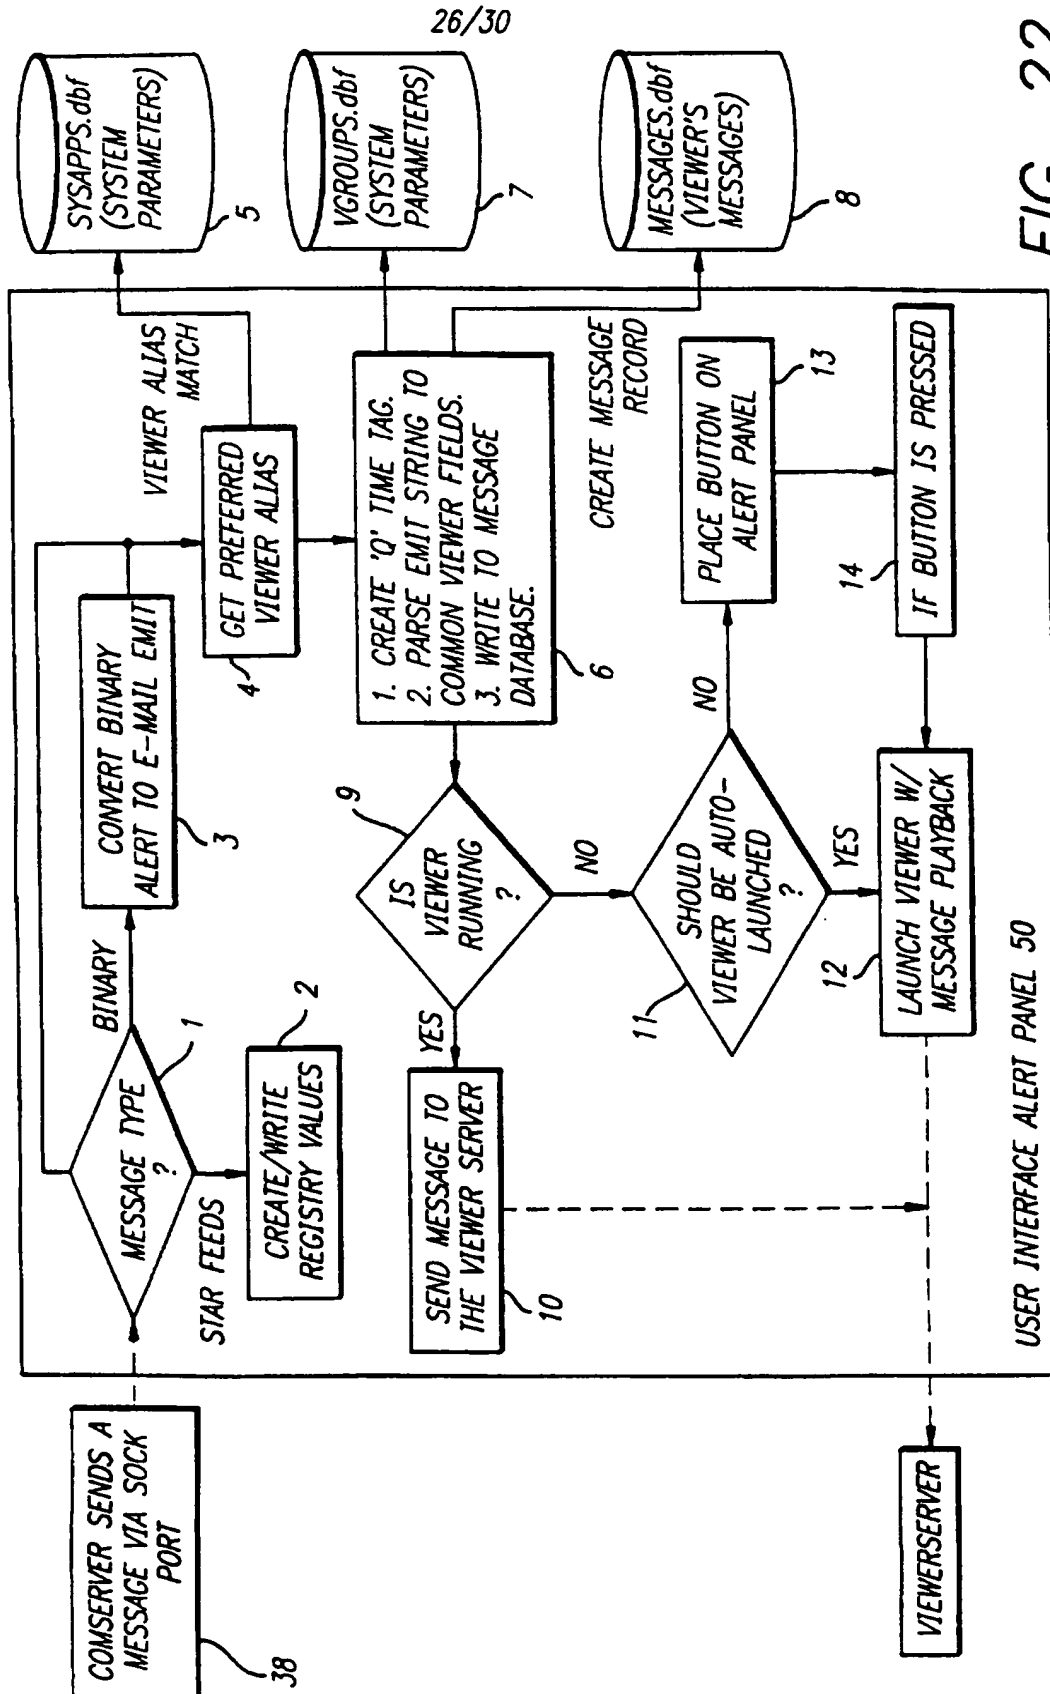 26/30
COMSERVER SENDS A
MESSAGE VIA SOCK
PORT
38
MESSAGE TYPE
?
1
BINARY
STAR FEEDS
CREATE/WRITE
REGISTRY VALUES
2
CONVERT BINARY
ALERT TO E-MAIL EMIT
3
GET PREFERRED
VIEWER ALIAS
4
VIEWER ALIAS
MATCH
SYSAPPS.dbf
(SYSTEM
PARAMETERS)
5
1. CREATE 'Q' TIME TAG.
2. PARSE EMIT STRING TO
COMMON VIEWER FIELDS.
3. WRITE TO MESSAGE
DATABASE.
6
VGROUPS.dbf
(SYSTEM
PARAMETERS)
7
CREATE MESSAGE
RECORD
MESSAGES.dbf
(VIEWER'S
MESSAGES)
8
IS
VIEWER
RUNNING
?
9
YES
NO
SEND MESSAGE TO
THE VIEWER SERVER
10
SHOULD
VIEWER BE AUTO-
LAUNCHED
?
11
NO
YES
PLACE BUTTON ON
ALERT PANEL
13
IF BUTTON IS PRESSED
14
LAUNCH VIEWER W/
MESSAGE PLAYBACK
12
VIEWERSERVER
USER INTERFACE ALERT PANEL 50
FIG. 22